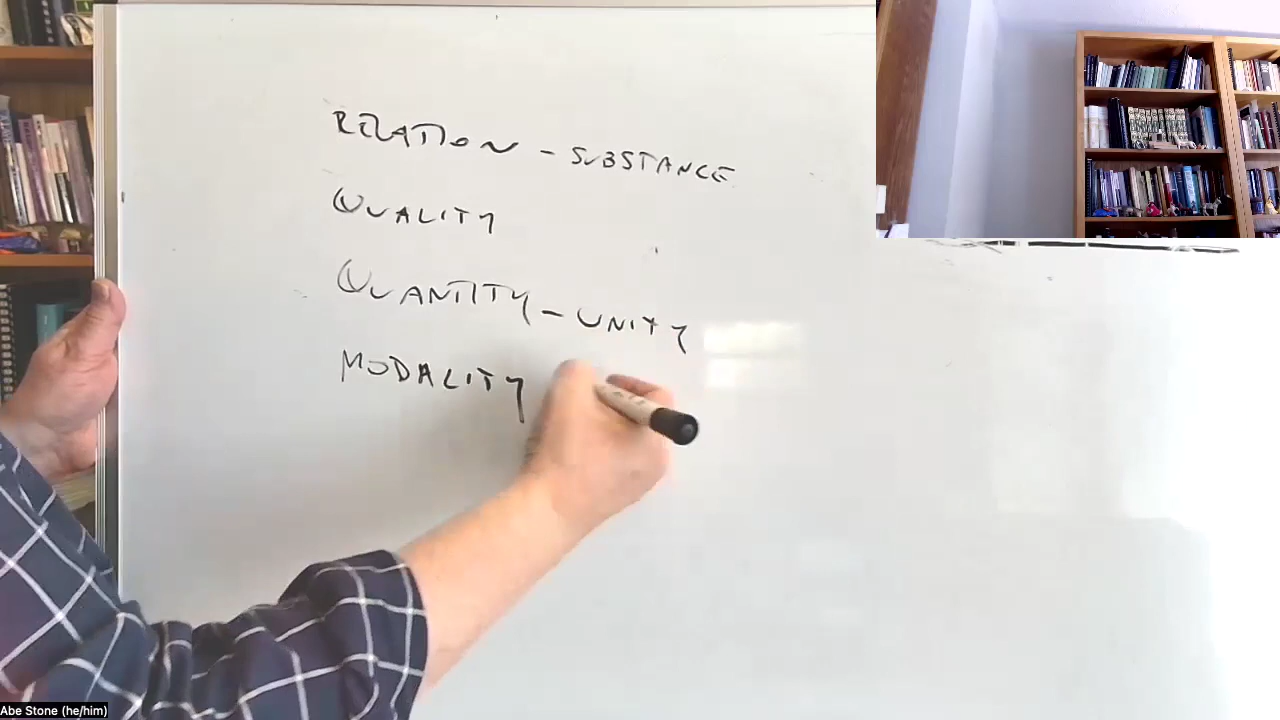 RELATION - SUBSTANCE
QUALITY
QUANTITY - UNITY
MODALITY
Abe Stone (he/him)